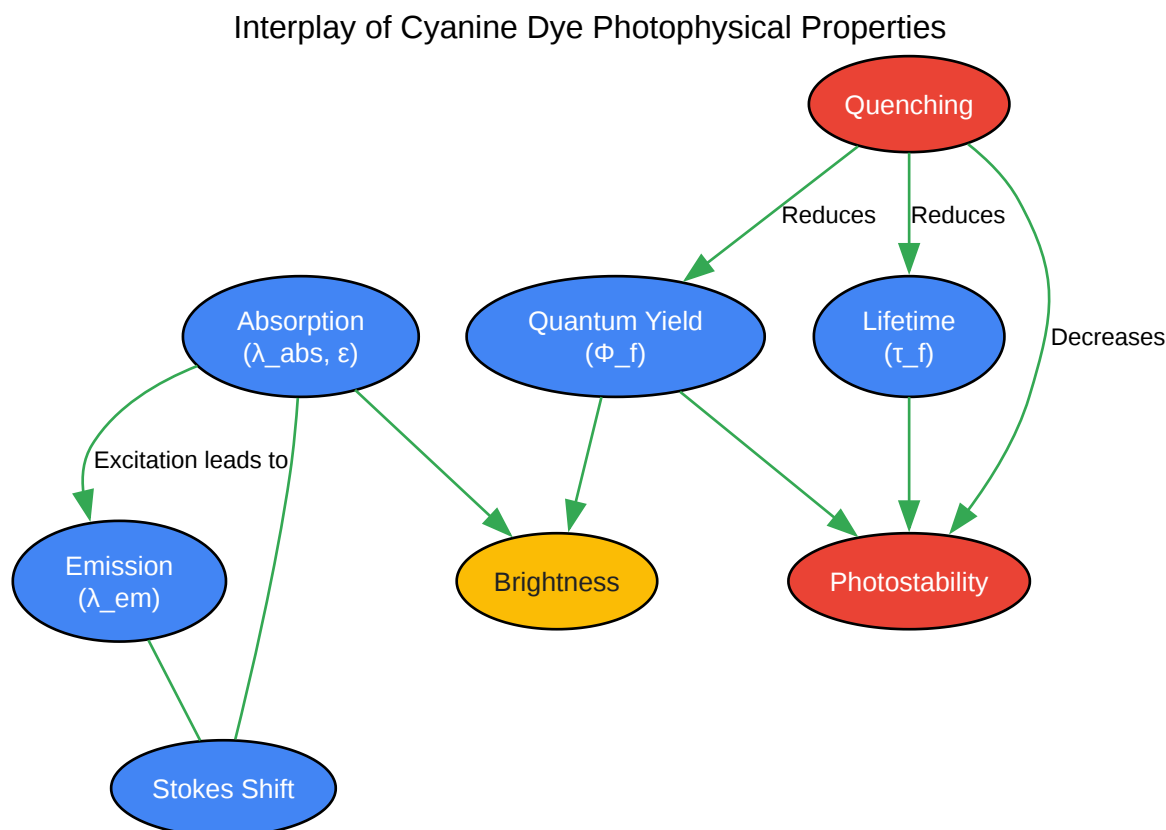 Interplay of Cyanine Dye Photophysical Properties
Quenching
Reduces
Reduces
Absorption
(λ_abs, ε)
Quantum Yield
(Φ_f)
Lifetime
(τ_f)
Decreases
Excitation leads to
Emission
(λ_em)
Brightness
Photostability
Stokes Shift